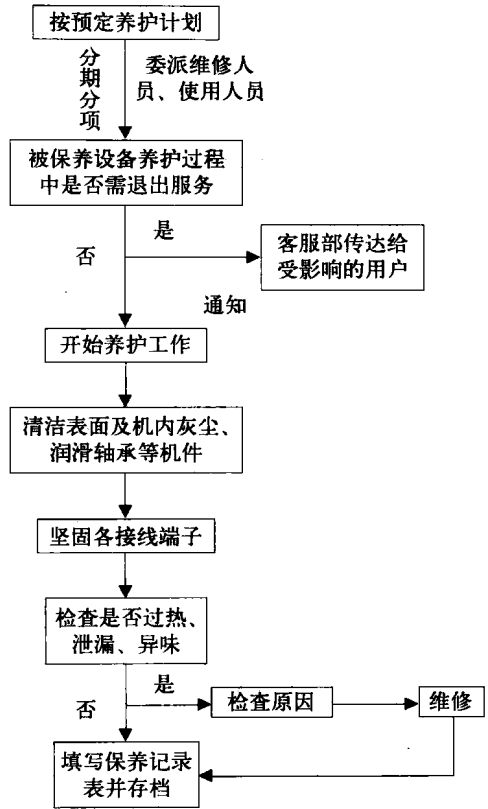 按预定养护计划
分期分项
委派维修人
员、使用人员
被保养设备养护过程
中是否需退出服务
是
否
客服部传达给
受影响的用户
通知
开始养护工作
清洁表面及机内灰尘、
润滑轴承等机件
坚固各接线端子
检查是否过热、
泄漏、异味
是
否
检查原因
维修
填写保养记录
表并存档